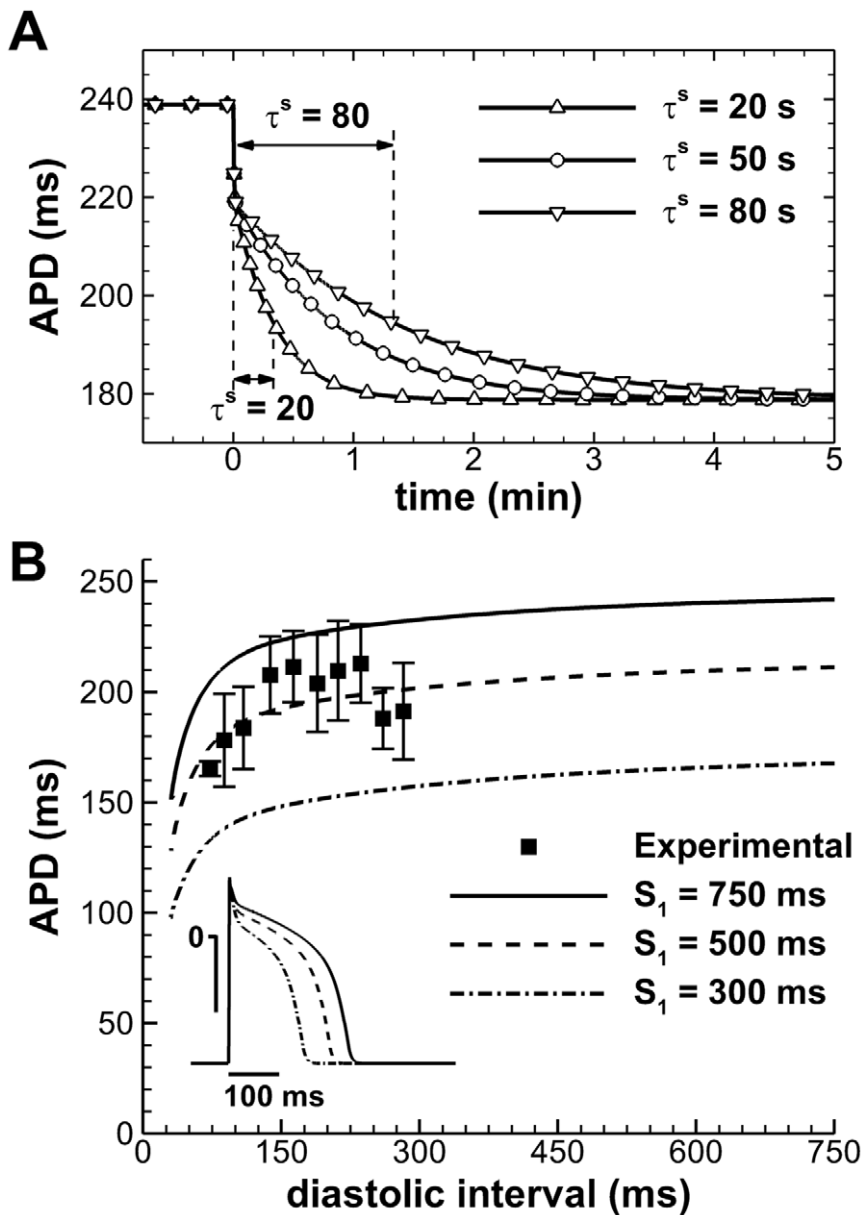 A
240
220
200
180
APD (ms)
τˢ = 80
τˢ = 20 s
τˢ = 50 s
τˢ = 80 s
τˢ = 20
0 1 2 3 4 5
time (min)
B
250
200
150
100
50
0
APD (ms)
Experimental
S₁ = 750 ms
S₁ = 500 ms
S₁ = 300 ms
0
100 ms
0 150 300 450 600 750
diastolic interval (ms)